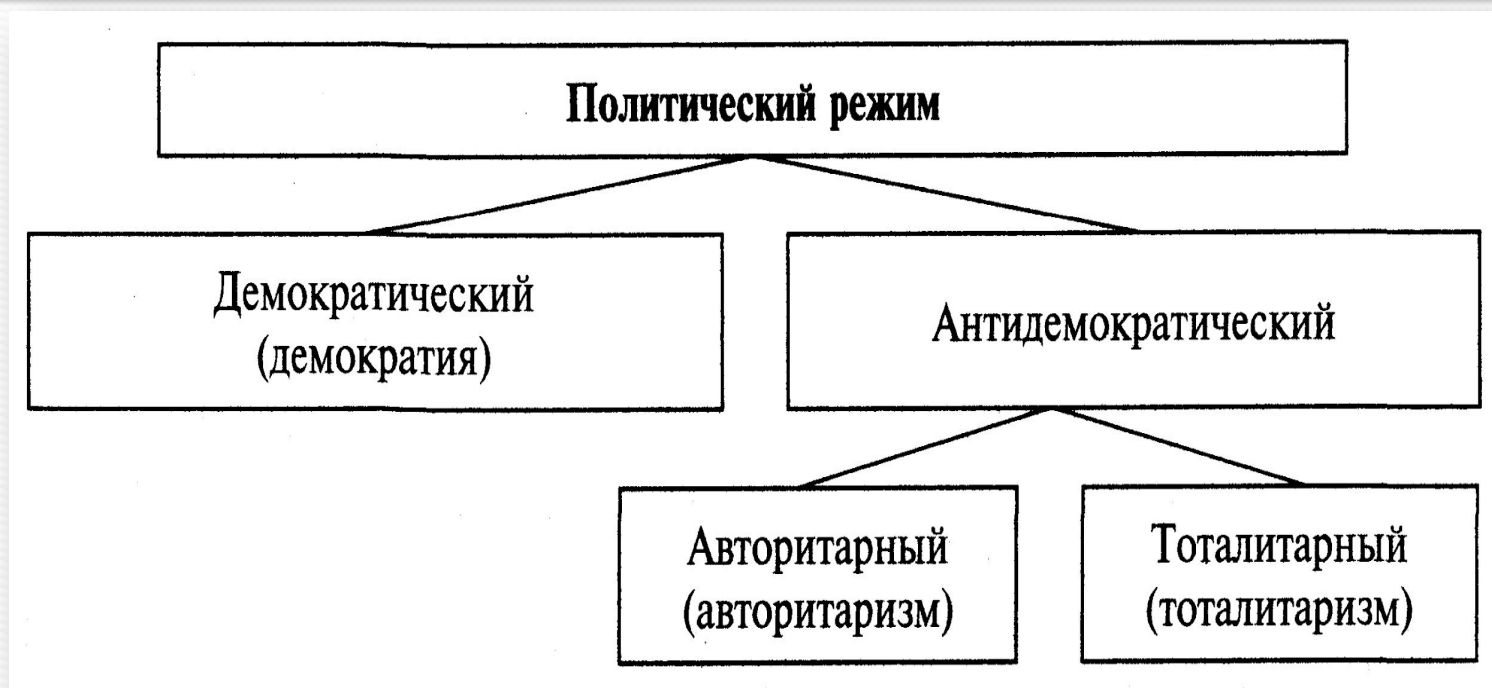 Политический режим
Демократический
(демократия)
Антидемократический
Авторитарный
(авторитаризм)
Тоталитарный
(тоталитаризм)